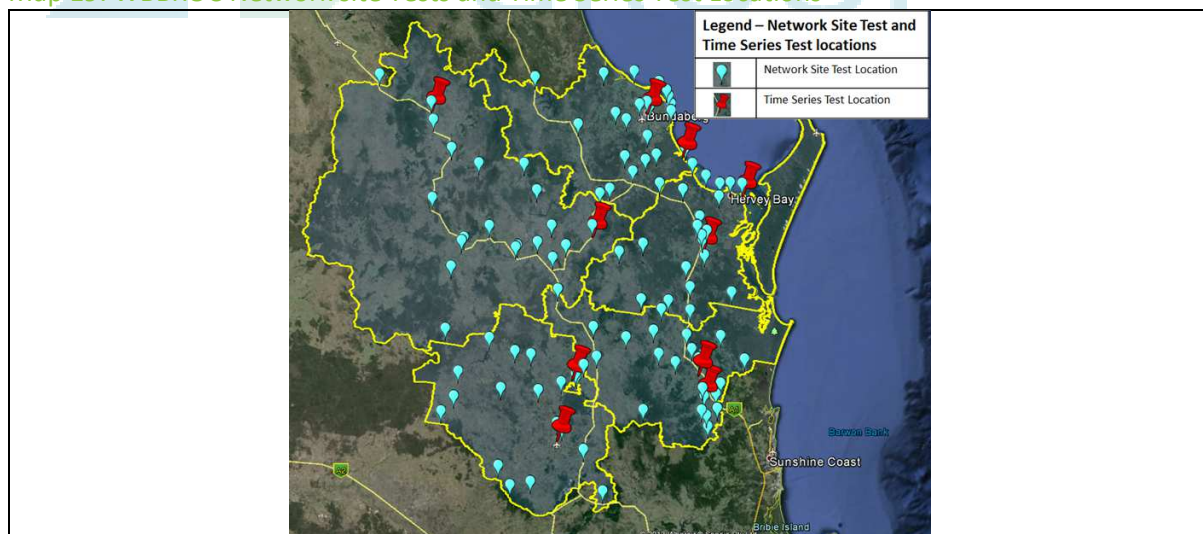 Legend – Network Site Test and
Time Series Test locations
Network Site Test Location
Time Series Test Location
Bundaberg
Hervey Bay
Barwon Bank
Sunshine Coast
Bribie Island